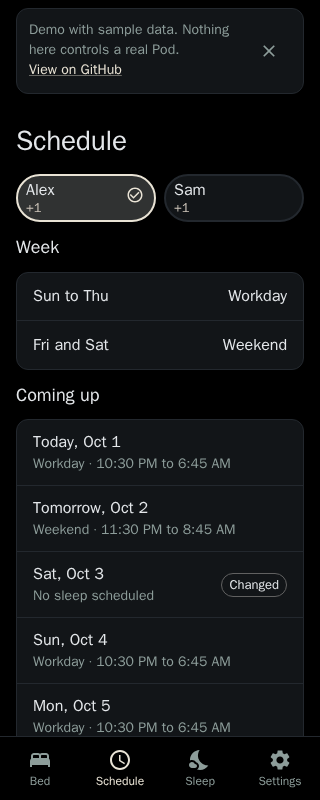 Demo with sample data. Nothing
here controls a real Pod.
View on GitHub
Schedule
Alex
+1
Sam
+1
Week
Sun to Thu
Workday
Fri and Sat
Weekend
Coming up
Today, Oct 1
Workday · 10:30 PM to 6:45 AM
Tomorrow, Oct 2
Weekend · 11:30 PM to 8:45 AM
Sat, Oct 3
No sleep scheduled
Changed
Sun, Oct 4
Workday · 10:30 PM to 6:45 AM
Mon, Oct 5
Workday · 10:30 PM to 6:45 AM
Bed
Schedule
Sleep
Settings